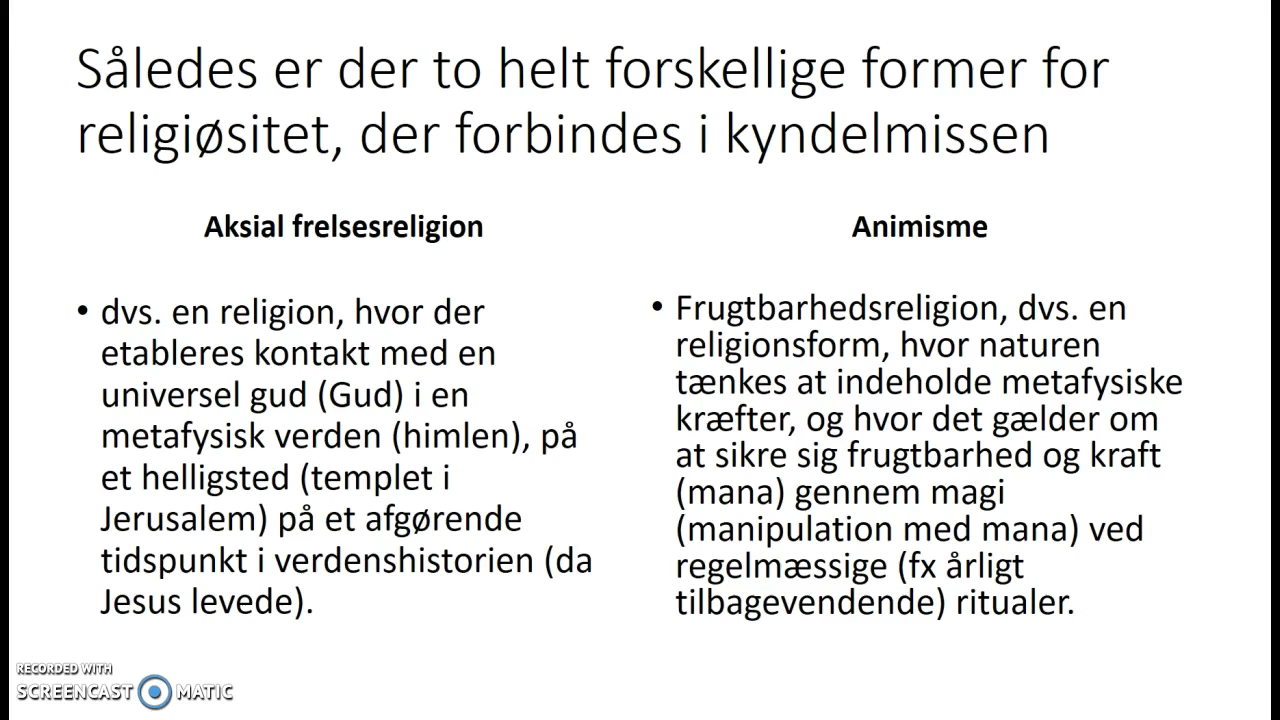 Således er der to helt forskellige former for
religiøsitet, der forbindes i kyndelmissen
Aksial frelsesreligion
• dvs. en religion, hvor der
etableres kontakt med en
universel gud (Gud) i en
metafysisk verden (himlen), på
et helligsted (templet i
Jerusalem) på et afgørende
tidspunkt i verdenshistorien (da
Jesus levede).
Animisme
• Frugtbarhedsreligion, dvs. en
religionsform, hvor naturen
tænkes at indeholde metafysiske
kræfter, og hvor det gælder om
at sikre sig frugtbarhed og kraft
(mana) gennem magi
(manipulation med mana) ved
regelmæssige (fx årligt
tilbagevendende) ritualer.
RECORDED WITH
SCREENCAST MATIC